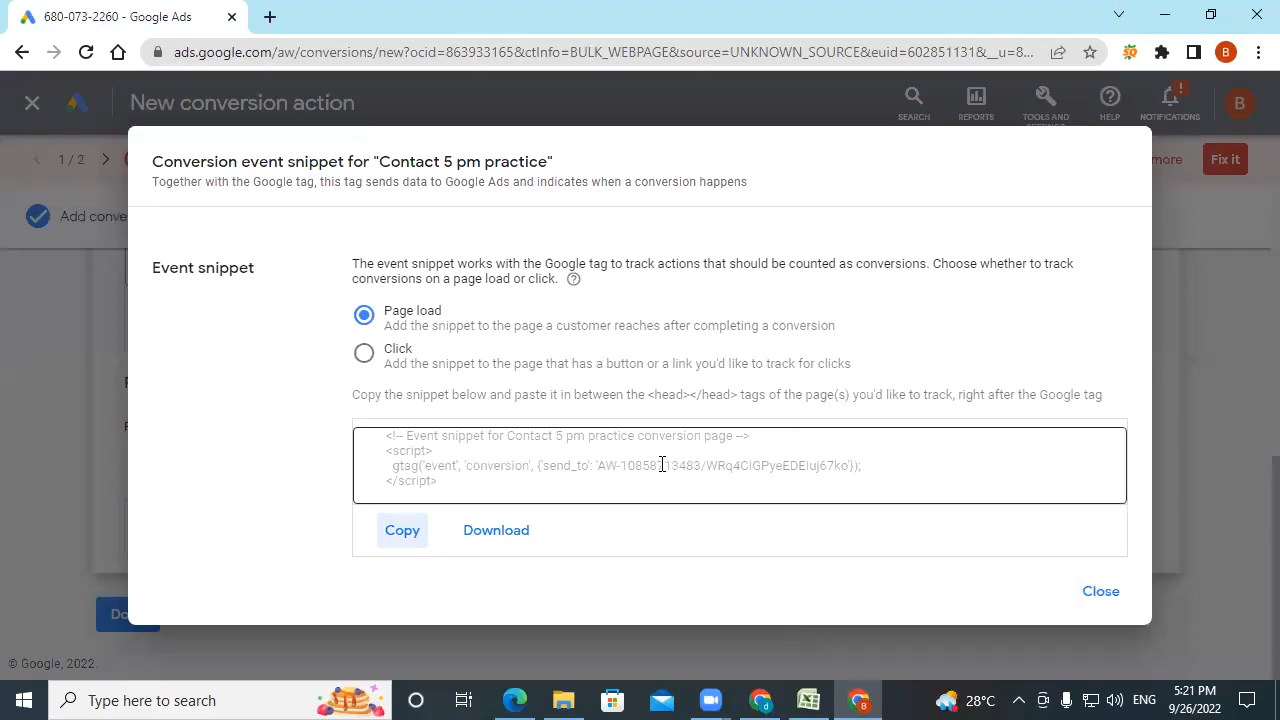 680-073-2260 - Google Ads
ads.google.com/aw/conversions/new?ocid=863933165&ctInfo=BULK_WEBPAGE&source=UNKNOWN_SOURCE&euid=602851131&__u=8...
B
New conversion action
SEARCH
REPORTS
TOOLS AND
SETTINGS
HELP
NOTIFICATIONS
!
B
1 / 2
more
Fix it
Conversion event snippet for "Contact 5 pm practice"
Together with the Google tag, this tag sends data to Google Ads and indicates when a conversion happens
Add conve
Event snippet
The event snippet works with the Google tag to track actions that should be counted as conversions. Choose whether to track
conversions on a page load or click.
Page load
Add the snippet to the page a customer reaches after completing a conversion
Click
Add the snippet to the page that has a button or a link you'd like to track for clicks
Copy the snippet below and paste it in between the <head></head> tags of the page(s) you'd like to track, right after the Google tag
<!-- Event snippet for Contact 5 pm practice conversion page -->
<script>
gtag('event', 'conversion', {'send_to':
</script>
Copy
Download
Close
Do
© Google, 2022.
Type here to search
28°C
ENG
5:21 PM
9/26/2022